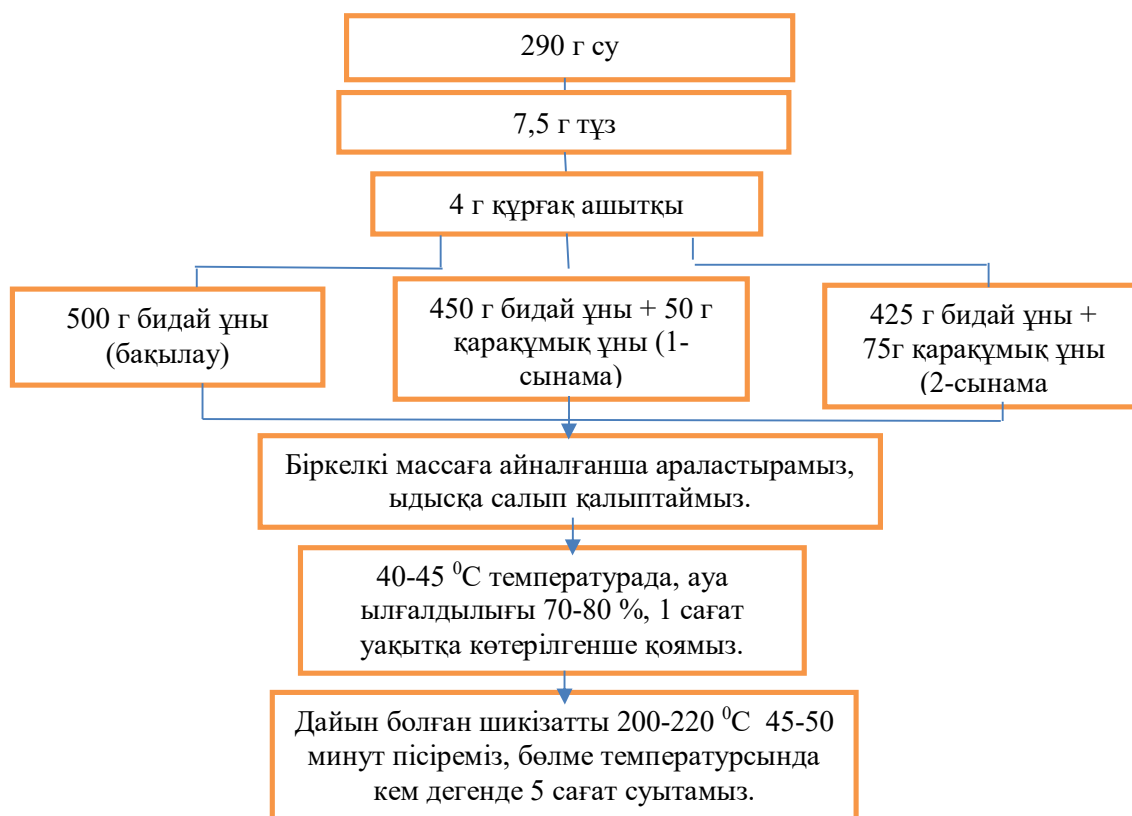 290 г су
7,5 г тұз
4 г құрғақ ашытқы
500 г бидай ұны
(бақылау)
450 г бидай ұны + 50 г
қарақұмық ұны (1-
сынама)
425 г бидай ұны +
75г қарақұмық ұны
(2-сынама
Біркелкі массаға айналғанша араластырамыз,
ыдысқа салып қалыптаймыз.
40-45 ⁰С температурада, ауа
ылғалдылығы 70-80 %, 1 сағат
уақытқа көтерілгенше қоямыз.
Дайын болған шикізатты 200-220 ⁰С 45-50
минут пісіреміз, бөлме температурсында
кем дегенде 5 сағат суытамыз.